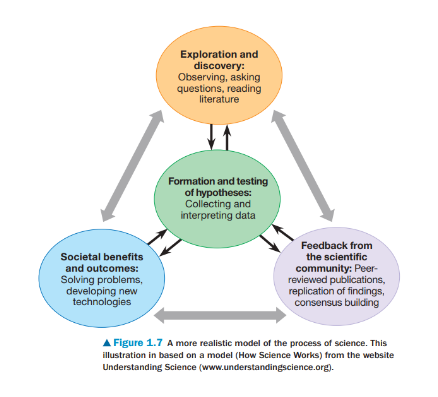 Exploration and
discovery:
Observing, asking
questions, reading
literature
Formation and testing
of hypotheses:
Collecting and
interpreting data
Societal benefits
and outcomes:
Solving problems,
developing new
technologies
Feedback from
the scientific
community: Peer-
reviewed publications,
replication of findings,
consensus building
▲ Figure 1.7 A more realistic model of the process of science. This
illustration in based on a model (How Science Works) from the website
Understanding Science (www.understandingscience.org).